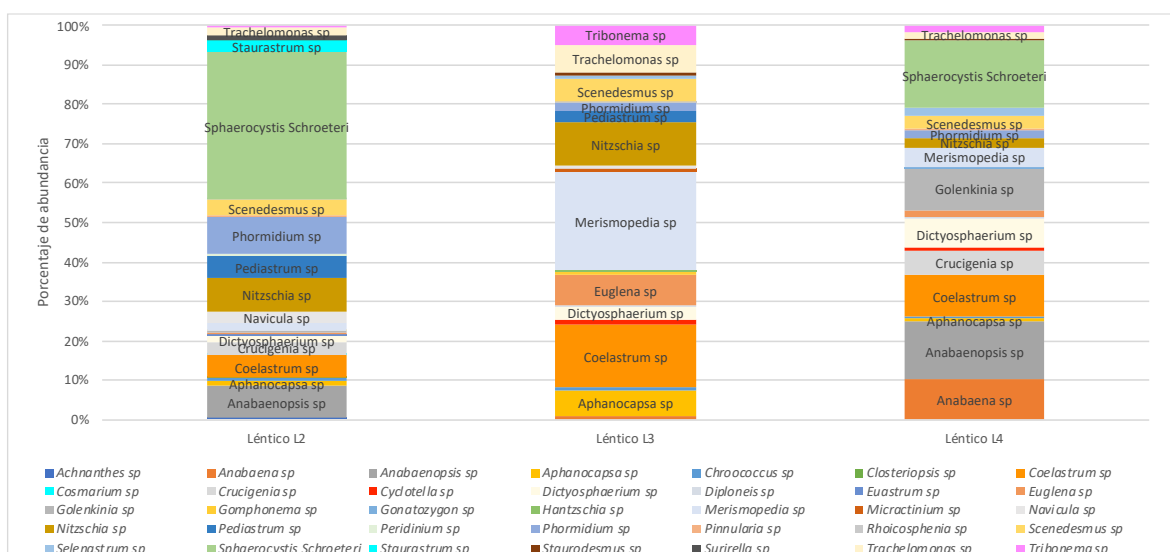 100%
90%
80%
70%
60%
50%
40%
30%
20%
10%
0%
Porcentaje de abundancia
Trachelomonas sp
Staurastrum sp
Sphaerocystis Schroeteri
Scenedesmus sp
Phormidium sp
Pediastrum sp
Nitzschia sp
Navicula sp
Dictyosphaerium sp
Crucigenia sp
Coelastrum sp
Aphanocapsa sp
Anabaenopsis sp
Tribonema sp
Trachelomonas sp
Scenedesmus sp
Phormidium sp
Pediastrum sp
Nitzschia sp
Merismopedia sp
Euglena sp
Dictyosphaerium sp
Coelastrum sp
Aphanocapsa sp
Trachelomonas sp
Sphaerocystis Schroeteri
Scenedesmus sp
Phormidium sp
Nitzschia sp
Merismopedia sp
Golenkinia sp
Dictyosphaerium sp
Crucigenia sp
Coelastrum sp
Aphanocapsa sp
Anabaenopsis sp
Anabaena sp
Léntico L2 Léntico L3 Léntico L4
Achnanthes sp Anabaena sp Anabaenopsis sp Aphanocapsa sp Chroococcus sp Closteriopsis sp Coelastrum sp
Cosmarium sp Crucigenia sp Cyclotella sp Dictyosphaerium sp Diploneis sp Euastrum sp Euglena sp
Golenkinia sp Gomphonema sp Gonatozygon sp Hantzschia sp Merismopedia sp Micractinium sp Navicula sp
Nitzschia sp Pediastrum sp Peridinium sp Phormidium sp Pinnularia sp Rhoicosphenia sp Scenedesmus sp
Selenastrum sp Sphaerocystis Schroeteri Staurastrum sp Staurodesmus sp Surirella sp Trachelomonas sp Tribonema sp